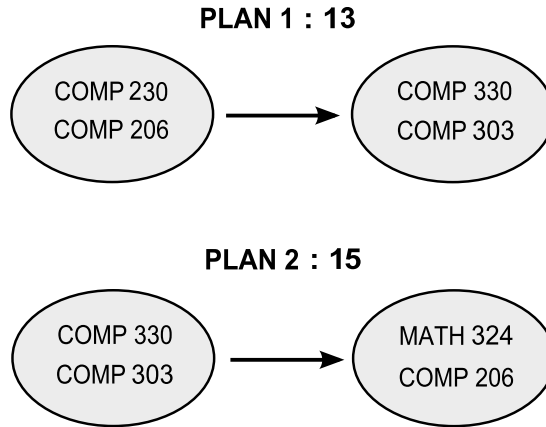 PLAN 1 : 13
COMP 230
COMP 206
COMP 330
COMP 303
PLAN 2 : 15
COMP 330
COMP 303
MATH 324
COMP 206